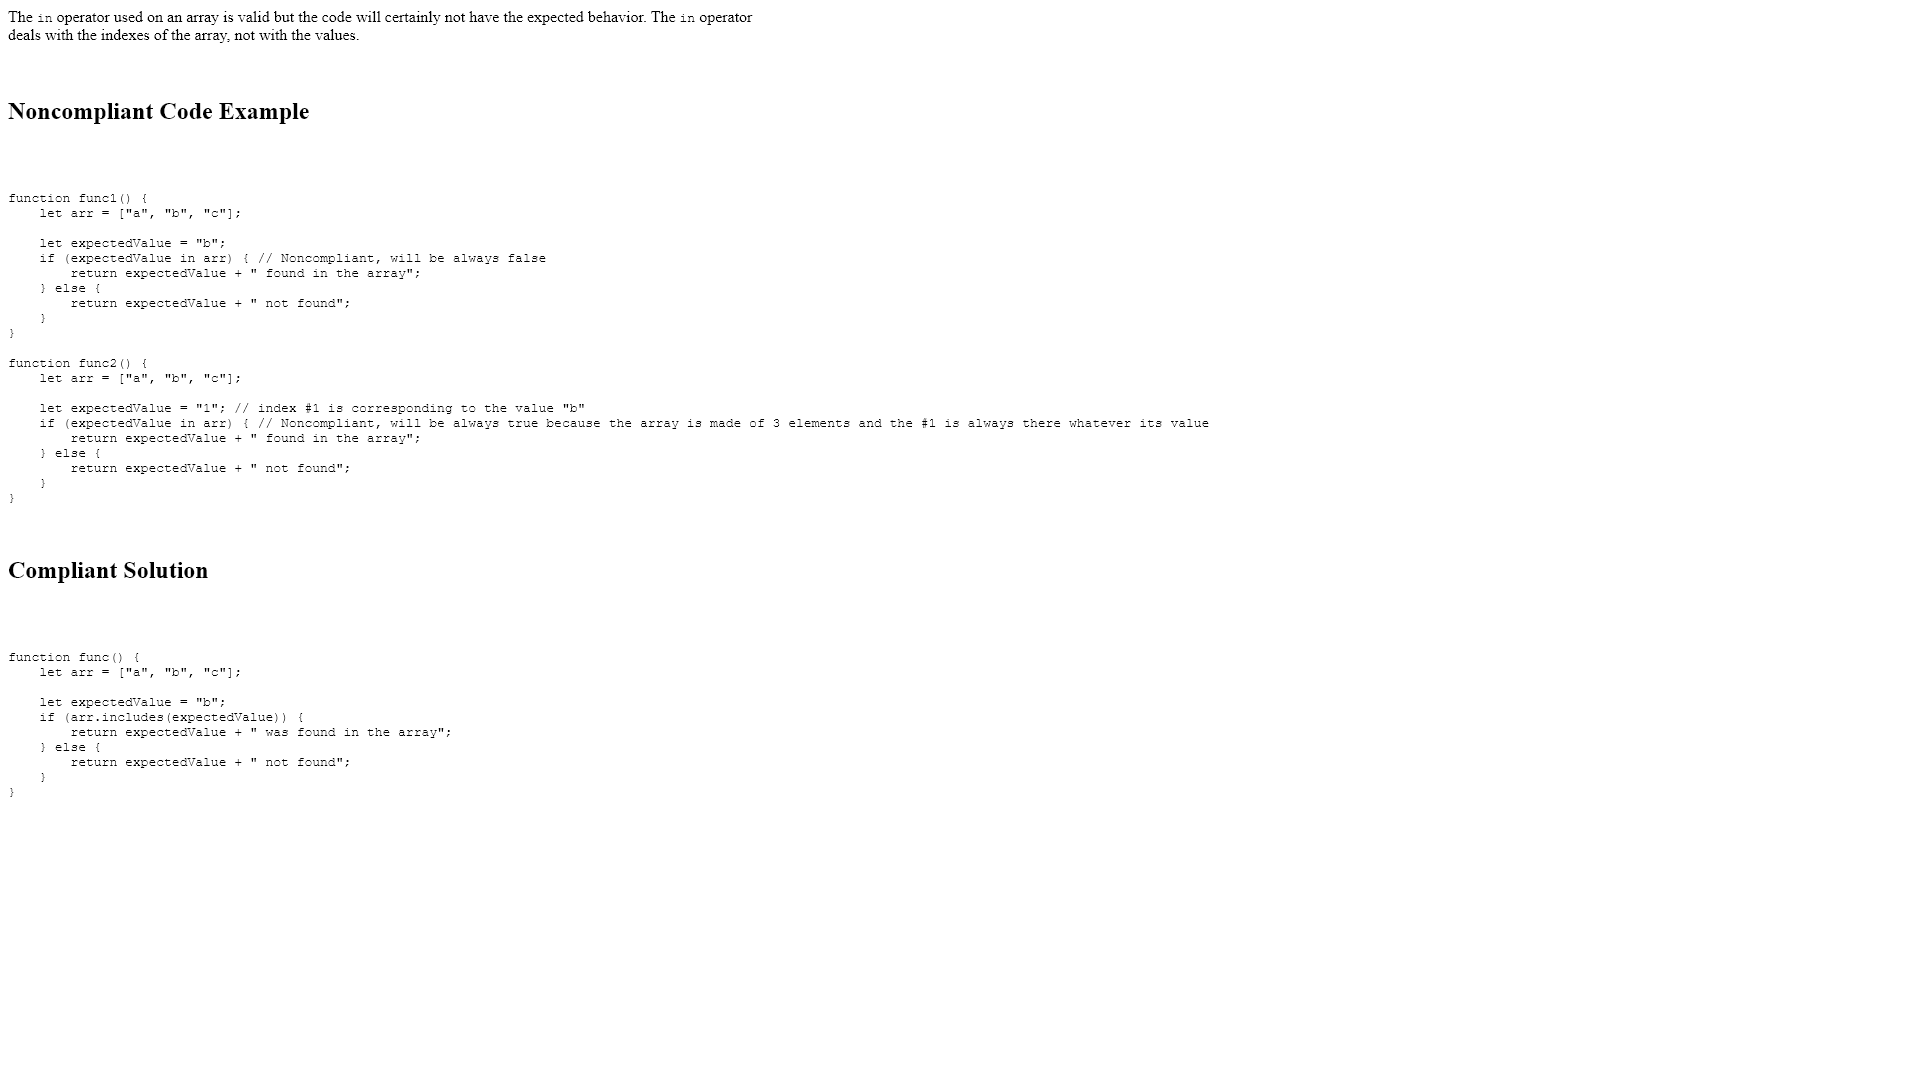 The in operator used on an array is valid but the code will certainly not have the expected behavior. The in operator
deals with the indexes of the array, not with the values.
Noncompliant Code Example
function func1() {
    let arr = ["a", "b", "c"];
    let expectedValue = "b";
    if (expectedValue in arr) { // Noncompliant, will be always false
        return expectedValue + " found in the array";
    } else {
        return expectedValue + " not found";
    }
}
function func2() {
    let arr = ["a", "b", "c"];
    let expectedValue = "1"; // index #1 is corresponding to the value "b"
    if (expectedValue in arr) { // Noncompliant, will be always true because the array is made of 3 elements and the #1 is always there whatever its value
        return expectedValue + " found in the array";
    } else {
        return expectedValue + " not found";
    }
}
Compliant Solution
function func() {
    let arr = ["a", "b", "c"];
    let expectedValue = "b";
    if (arr.includes(expectedValue)) {
        return expectedValue + " was found in the array";
    } else {
        return expectedValue + " not found";
    }
}